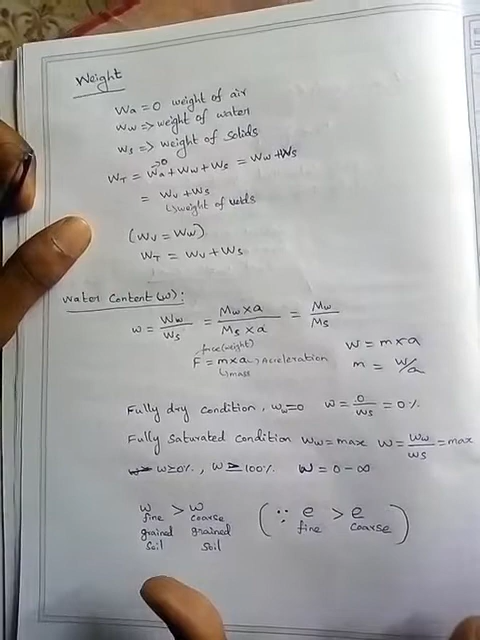 Weight
Wa = 0 weight of air
Ww => weight of water
Ws => weight of solids
WT = Wa→0 + Ww + Ws = Ww + Ws
= Wv + Ws
↳ weight of voids
(Wv = Ww)
WT = Wv + Ws
Water Content (w) :
w = Ww/Ws = Mw × a/Ms × a = Mw/Ms
force (weight)
F = m × a → Acceleration
↳ mass
W = m × a
m = W/a
Fully dry condition, Ww = 0 w = 0/Ws = 0%
Fully saturated condition Ww = max w = Ww/Ws = max
w ≥ 0%, w ≥ 100% w = 0 - ∞
w fine grained soil > w coarse grained soil (∵ e fine > e coarse)